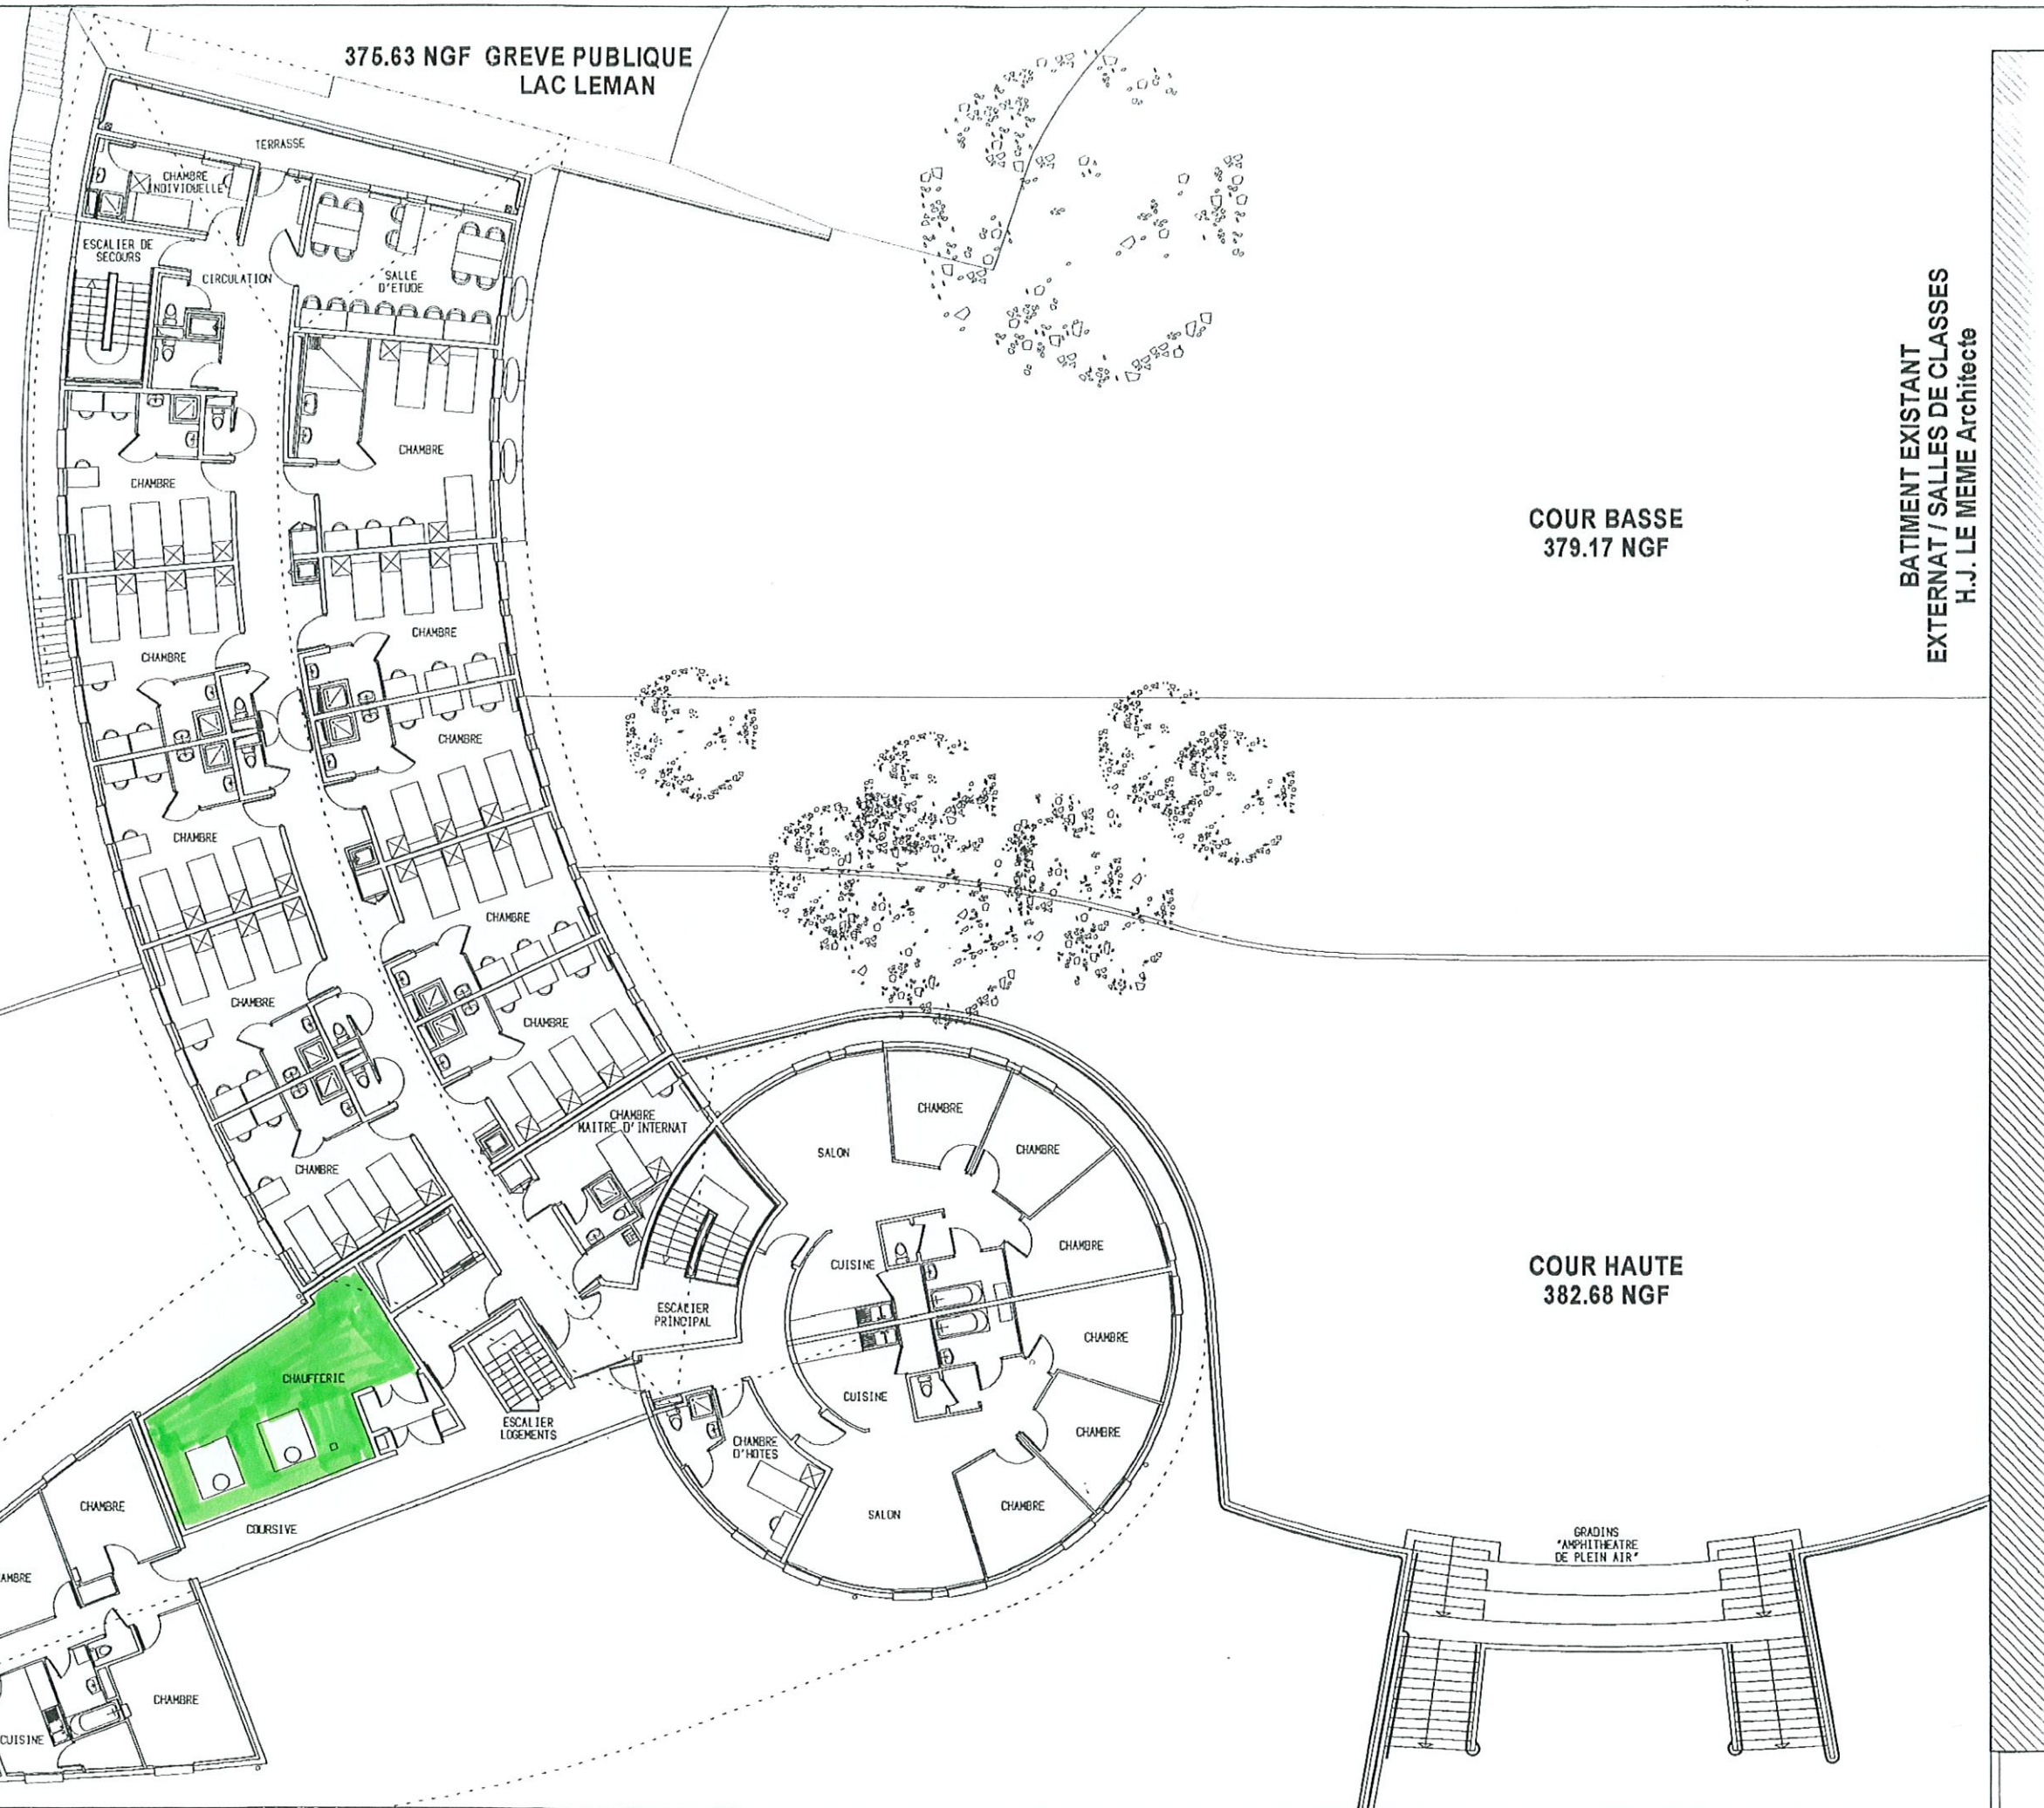 375.63 NGF GREVE PUBLIQUE
LAC LEMAN
TERRASSE
CHAMBRE
INDIVIDUELLE
ESCALIER DE
SECOURS
CIRCULATION
SALLE
D'ETUDE
CHAMBRE
CHAMBRE
CHAMBRE
CHAMBRE
CHAMBRE
CHAMBRE
CHAMBRE
CHAMBRE
CHAMBRE
CHAMBRE
CHAMBRE
MAITRE D'INTERNAT
COUR BASSE
379.17 NGF
BATIMENT EXISTANT
EXTERNAT / SALLES DE CLASSES
H.J. LE MEME Architecte
SALON
CHAMBRE
CHAMBRE
CHAMBRE
CUISINE
ESCALIER
PRINCIPAL
CHAMBRE
CUISINE
CHAMBRE
CHAMBRE
D'HOTES
SALON
CHAMBRE
COUR HAUTE
382.68 NGF
CHAUFFERIE
ESCALIER
LOGEMENTS
CHAMBRE
COURSIVE
AMBRE
CHAMBRE
CUISINE
GRADINS
"AMPHITHEATRE
DE PLEIN AIR"